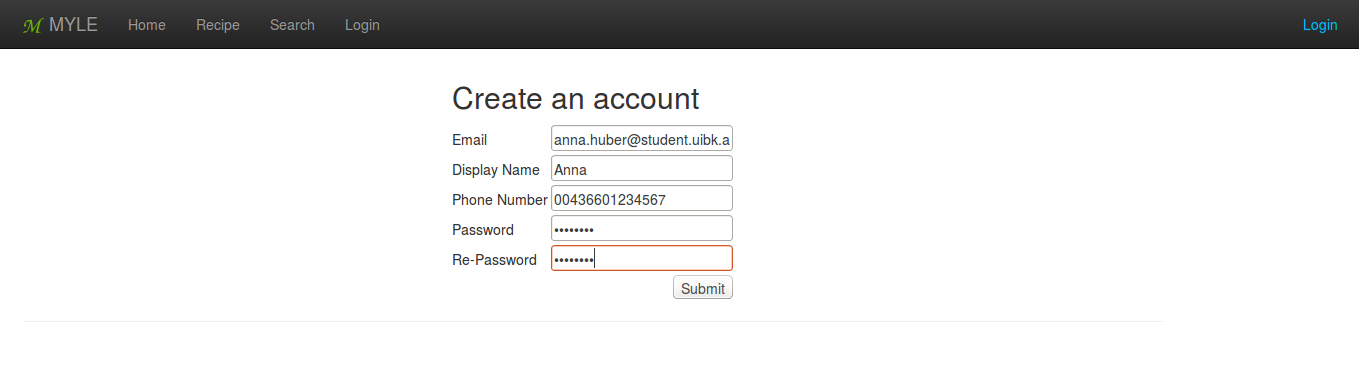 M MYLE Home Recipe Search Login Login
Create an account
Email anna.huber@student.uibk.a
Display Name Anna
Phone Number 00436601234567
Password ••••••••
Re-Password ••••••••
Submit